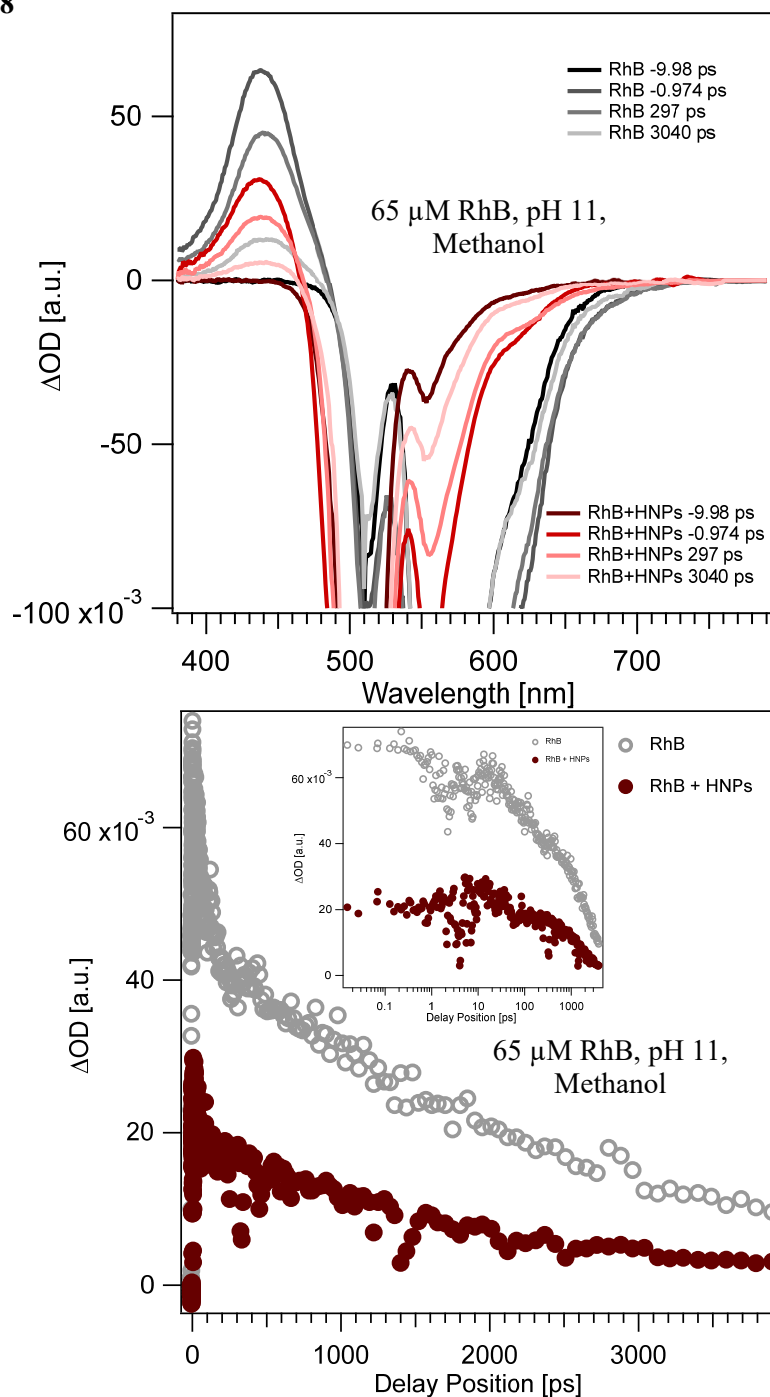 8
50
0
-50
-100 x10-3
ΔOD [a.u.]
RhB -9.98 ps
RhB -0.974 ps
RhB 297 ps
RhB 3040 ps
65 µM RhB, pH 11,
Methanol
RhB+HNPs -9.98 ps
RhB+HNPs -0.974 ps
RhB+HNPs 297 ps
RhB+HNPs 3040 ps
400
500
600
700
Wavelength [nm]
60 x10-3
40
20
0
ΔOD [a.u.]
60 x10-3
40
20
0
ΔOD [a.u.]
RhB
RhB + HNPs
0.1
1
10
100
1000
Delay Position [ps]
RhB
RhB + HNPs
65 µM RhB, pH 11,
Methanol
0
1000
2000
3000
Delay Position [ps]